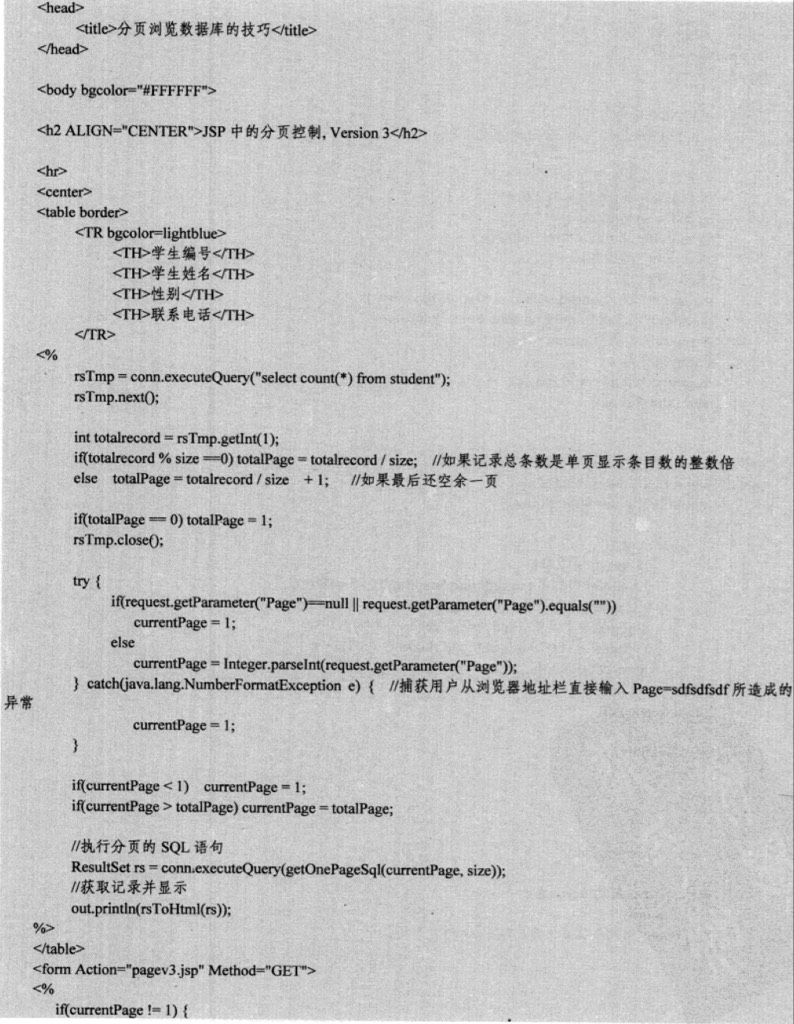 <head>
<title>分页浏览数据库的技巧</title>
</head>
<body bgcolor="#FFFFFF">
<h2 ALIGN="CENTER">JSP 中的分页控制, Version 3</h2>
<hr>
<center>
<table border>
<TR bgcolor=lightblue>
<TH>学生编号</TH>
<TH>学生姓名</TH>
<TH>性别</TH>
<TH>联系电话</TH>
</TR>
<%
rsTmp = conn.executeQuery("select count(*) from student");
rsTmp.next();
int totalrecord = rsTmp.getInt(1);
if(totalrecord % size ==0) totalPage = totalrecord / size; //如果记录总条数是单页显示条目数的整数倍
else totalPage = totalrecord / size + 1; //如果最后还空余一页
if(totalPage == 0) totalPage = 1;
rsTmp.close();
try {
if(request.getParameter("Page")==null || request.getParameter("Page").equals(""))
currentPage = 1;
else
currentPage = Integer.parseInt(request.getParameter("Page"));
} catch(java.lang.NumberFormatException e) { //捕获用户从浏览器地址栏直接输入 Page=sdfsdfsdf 所造成的
异常
currentPage = 1;
}
if(currentPage < 1) currentPage = 1;
if(currentPage > totalPage) currentPage = totalPage;
//执行分页的 SQL 语句
ResultSet rs = conn.executeQuery(getOnePageSql(currentPage, size));
//获取记录并显示
out.println(rsToHtml(rs));
%>
</table>
<form Action="pagev3.jsp" Method="GET">
<%
if(currentPage != 1) {